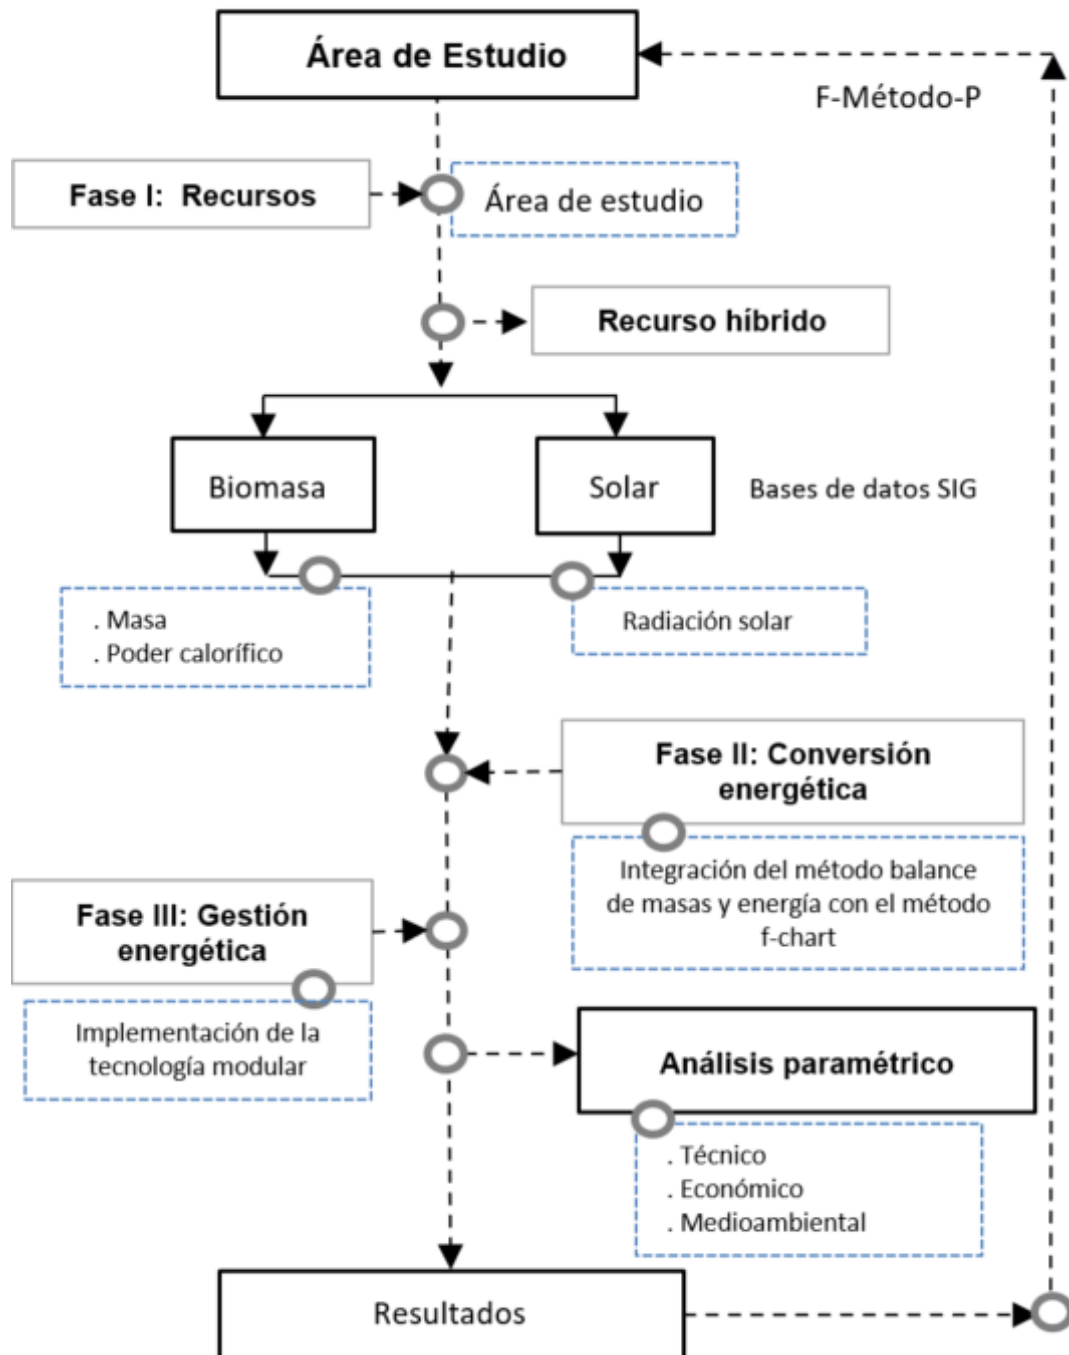 Área de Estudio
F-Método-P
Fase I:  Recursos
Área de estudio
Recurso híbrido
Biomasa
Solar
Bases de datos SIG
. Masa
. Poder calorífico
Radiación solar
Fase II: Conversión
energética
Integración del método balance
de masas y energía con el método
f-chart
Fase III: Gestión
energética
Implementación de la
tecnología modular
Análisis paramétrico
. Técnico
. Económico
. Medioambiental
Resultados